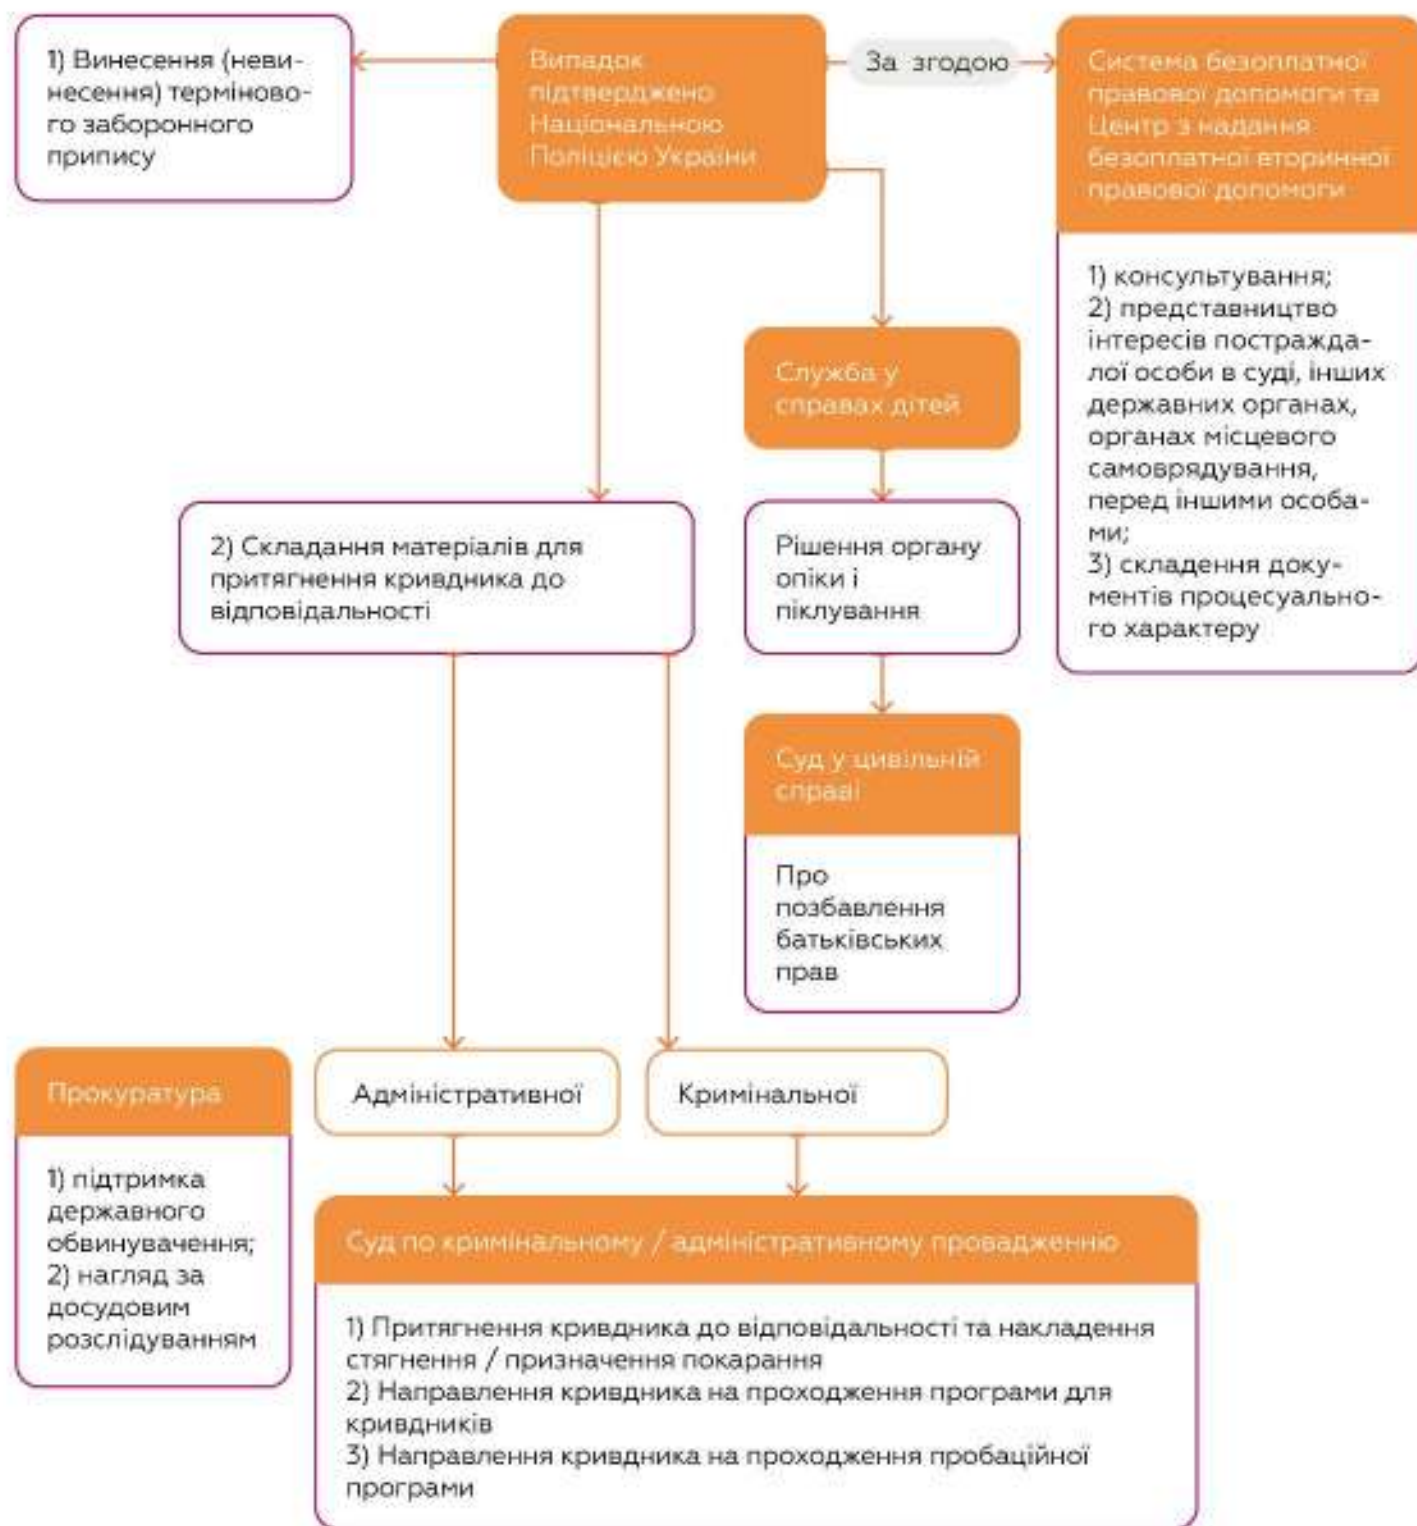 1) Винесення (неви-
несення) терміново-
го заборонного
припису
Випадок
підтверджено
Національною
Поліцією України
За згодою
Система безоплатної
правової допомоги та
Центр з надання
безоплатної вторинної
правової допомоги
1) консультування;
2) представництво
інтересів постражда-
лої особи в суді, інших
державних органах,
органах місцевого
самоврядування,
перед іншими особа-
ми;
3) складення доку-
ментів процесуально-
го характеру
Служба у
справах дітей
2) Складання матеріалів для
притягнення кривдника до
відповідальності
Рішення органу
опіки і
піклування
Суд у цивільній
справі
Про
позбавлення
батьківських
прав
Прокуратура
1) підтримка
державного
обвинувачення;
2) нагляд за
досудовим
розслідуванням
Адміністративної
Кримінальної
Суд по кримінальному / адміністративному провадженню
1) Притягнення кривдника до відповідальності та накладення
стягнення / призначення покарання
2) Направлення кривдника на проходження програми для
кривдників
3) Направлення кривдника на проходження пробаційної
програми